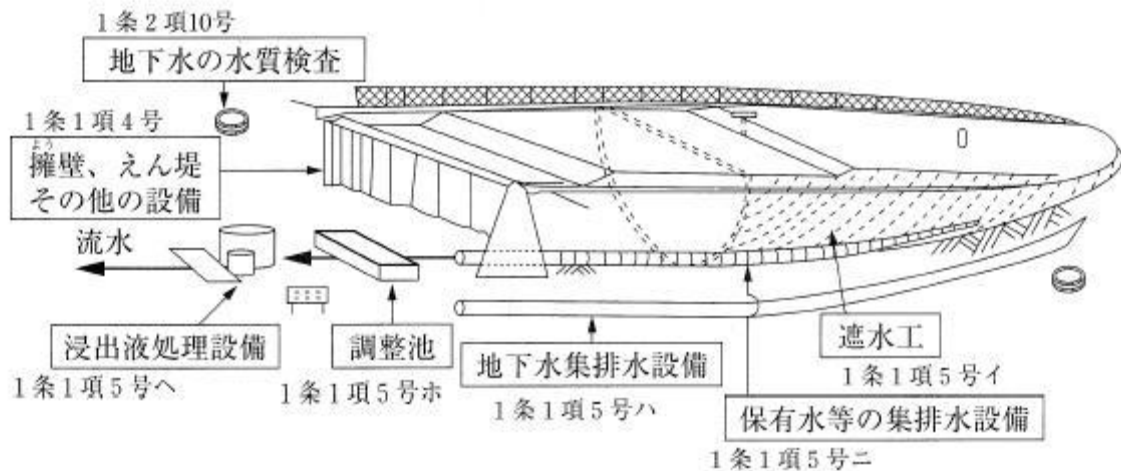 1条2項10号
地下水の水質検査
1条1項4号
よう
擁壁、えん堤
その他の設備
流水
浸出液処理設備
1条1項5号ヘ
調整池
1条1項5号ホ
地下水集排水設備
1条1項5号ハ
遮水工
1条1項5号イ
保有水等の集排水設備
1条1項5号ニ